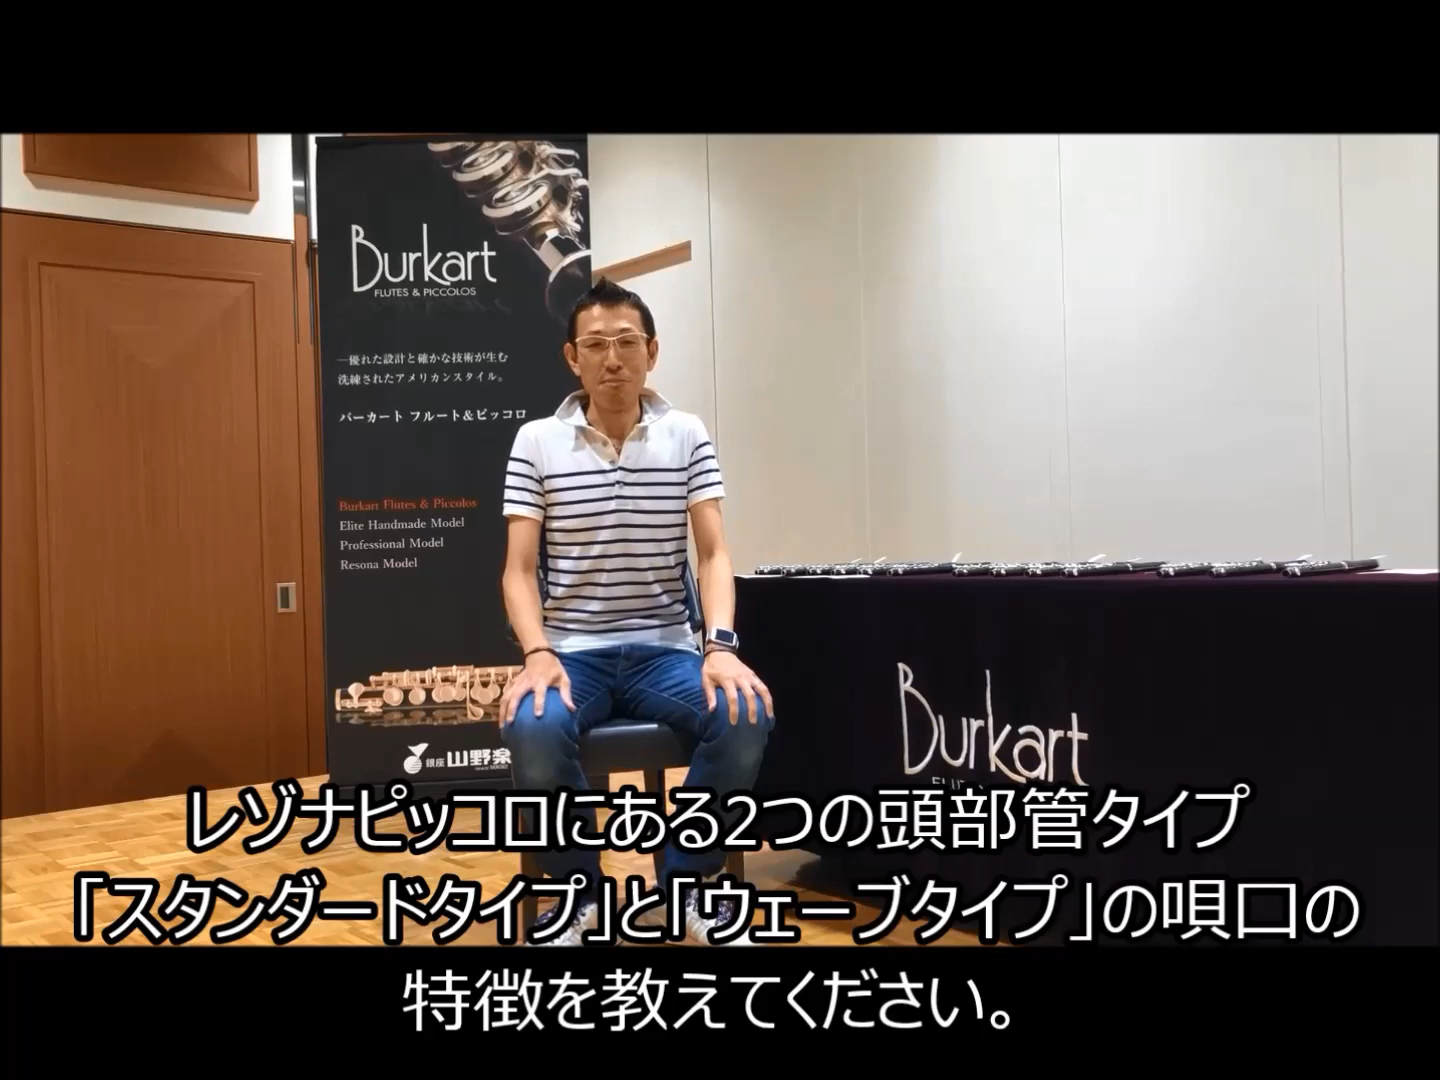 Burkart
FLUTES & PICCOLOS
―優れた設計と確かな技術が生む
洗練されたアメリカンスタイル。
バーカート フルート&ピッコロ
Burkart Flutes & Piccolos
Elite Handmade Model
Professional Model
Resona Model
銀座 山野楽
Burkart
レゾナピッコロにある2つの頭部管タイプ
「スタンダードタイプ」と「ウェーブタイプ」の唄口の
特徴を教えてください。